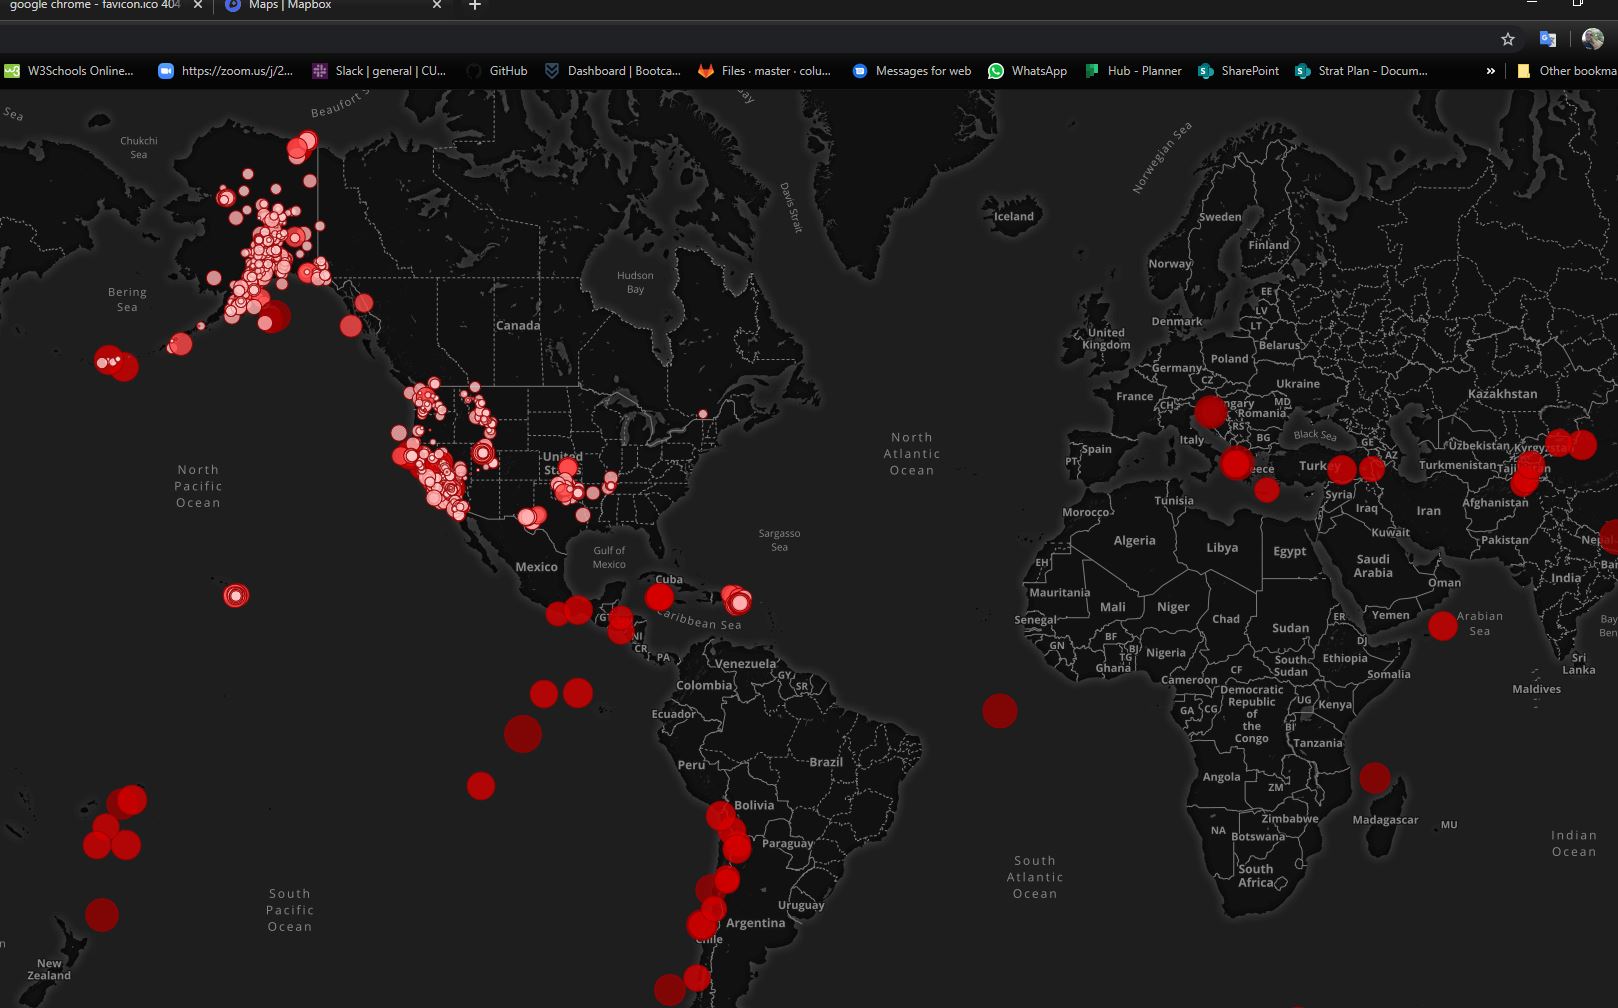 google chrome - favicon.ico 404
Maps | Mapbox
W3Schools Online...
https://zoom.us/j/2...
Slack | general | CU...
GitHub
Dashboard | Bootca...
Files · master · colu...
Messages for web
WhatsApp
Hub - Planner
SharePoint
Strat Plan - Docum...
»
Other bookma
Sea
Beaufort S
ay
Chukchi
Sea
Norwegian Sea
Davis Strait
Iceland
Sweden
Finland
Norway
Hudson
Bay
Bering
Sea
EE
LV
LT
Canada
Denmark
United
Kingdom
Belarus
Poland
Germany
CZ
Ukraine
Kazakhstan
France
CH
ngary
MD
Romania
RS
BG
Black Sea
GE
AZ
Italy
Uzbekistan
Kyrgyzstan
North
Atlantic
Ocean
PT
Spain
ece
Turkey
Turkmenistan
Tajikistan
United
States
North
Pacific
Ocean
Syria
Iraq
Iran
Afghanistan
Tunisia
Morocco
Sargasso
Sea
Algeria
Libya
Egypt
Kuwait
Pakistan
Nepal
Gulf of
Mexico
Mexico
EH
Saudi
Arabia
Bar
Cuba
Oman
India
Mauritania
Mali
Niger
Caribbean Sea
G
Senegal
Chad
Sudan
ER
Yemen
Arabian
Sea
Bay
Ben
NI
CR
PA
GN
BF
BJ
TG
Ghana
Nigeria
DJ
Ethiopia
South
Sudan
Somalia
Sri
Lanka
Maldives
Venezuela
GY
SR
Colombia
Cameroon
CF
Ecuador
GA
CG
Democratic
Republic
of
the
Congo
UG
Kenya
BI
Tanzania
Peru
Brazil
Angola
ZM
Bolivia
Zimbabwe
Madagascar
MU
NA
Botswana
Paraguay
Indian
Ocean
South
Atlantic
Ocean
South
Africa
South
Pacific
Ocean
Uruguay
Argentina
Chile
n
New
Zealand